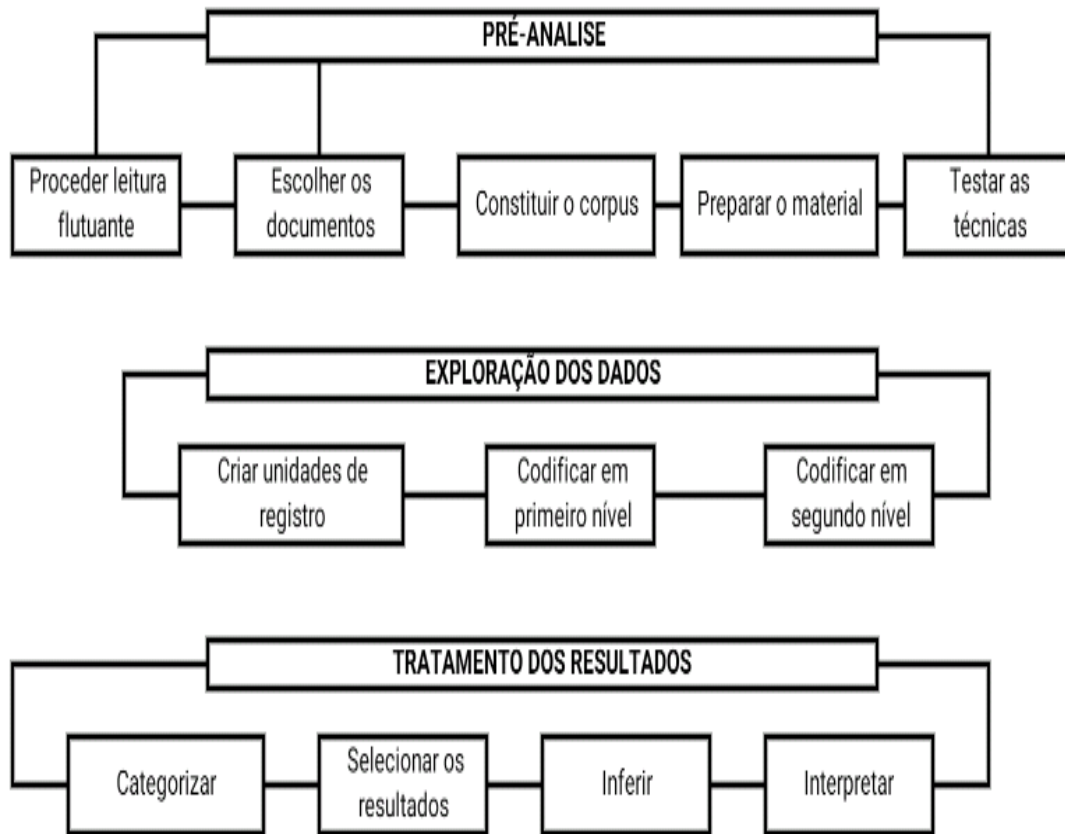 PRÉ-ANALISE
Proceder leitura
flutuante
Escolher os
documentos
Constituir o corpus
Preparar o material
Testar as
técnicas
EXPLORAÇÃO DOS DADOS
Criar unidades de
registro
Codificar em
primeiro nível
Codificar em
segundo nível
TRATAMENTO DOS RESULTADOS
Categorizar
Selecionar os
resultados
Inferir
Interpretar